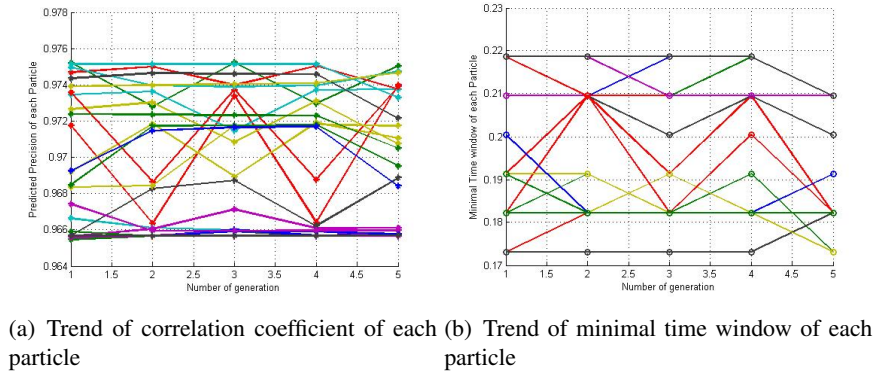 0.978
0.976
0.974
0.972
0.97
0.968
0.966
0.964
Predicted Precision of each Particle
1 1.5 2 2.5 3 3.5 4 4.5 5
Number of generation
0.23
0.22
0.21
0.20
0.19
0.18
0.17
Minimal Time window of each Particle
1 1.5 2 2.5 3 3.5 4 4.5 5
Number of generation
(a) Trend of correlation coefficient of each particle
(b) Trend of minimal time window of each particle